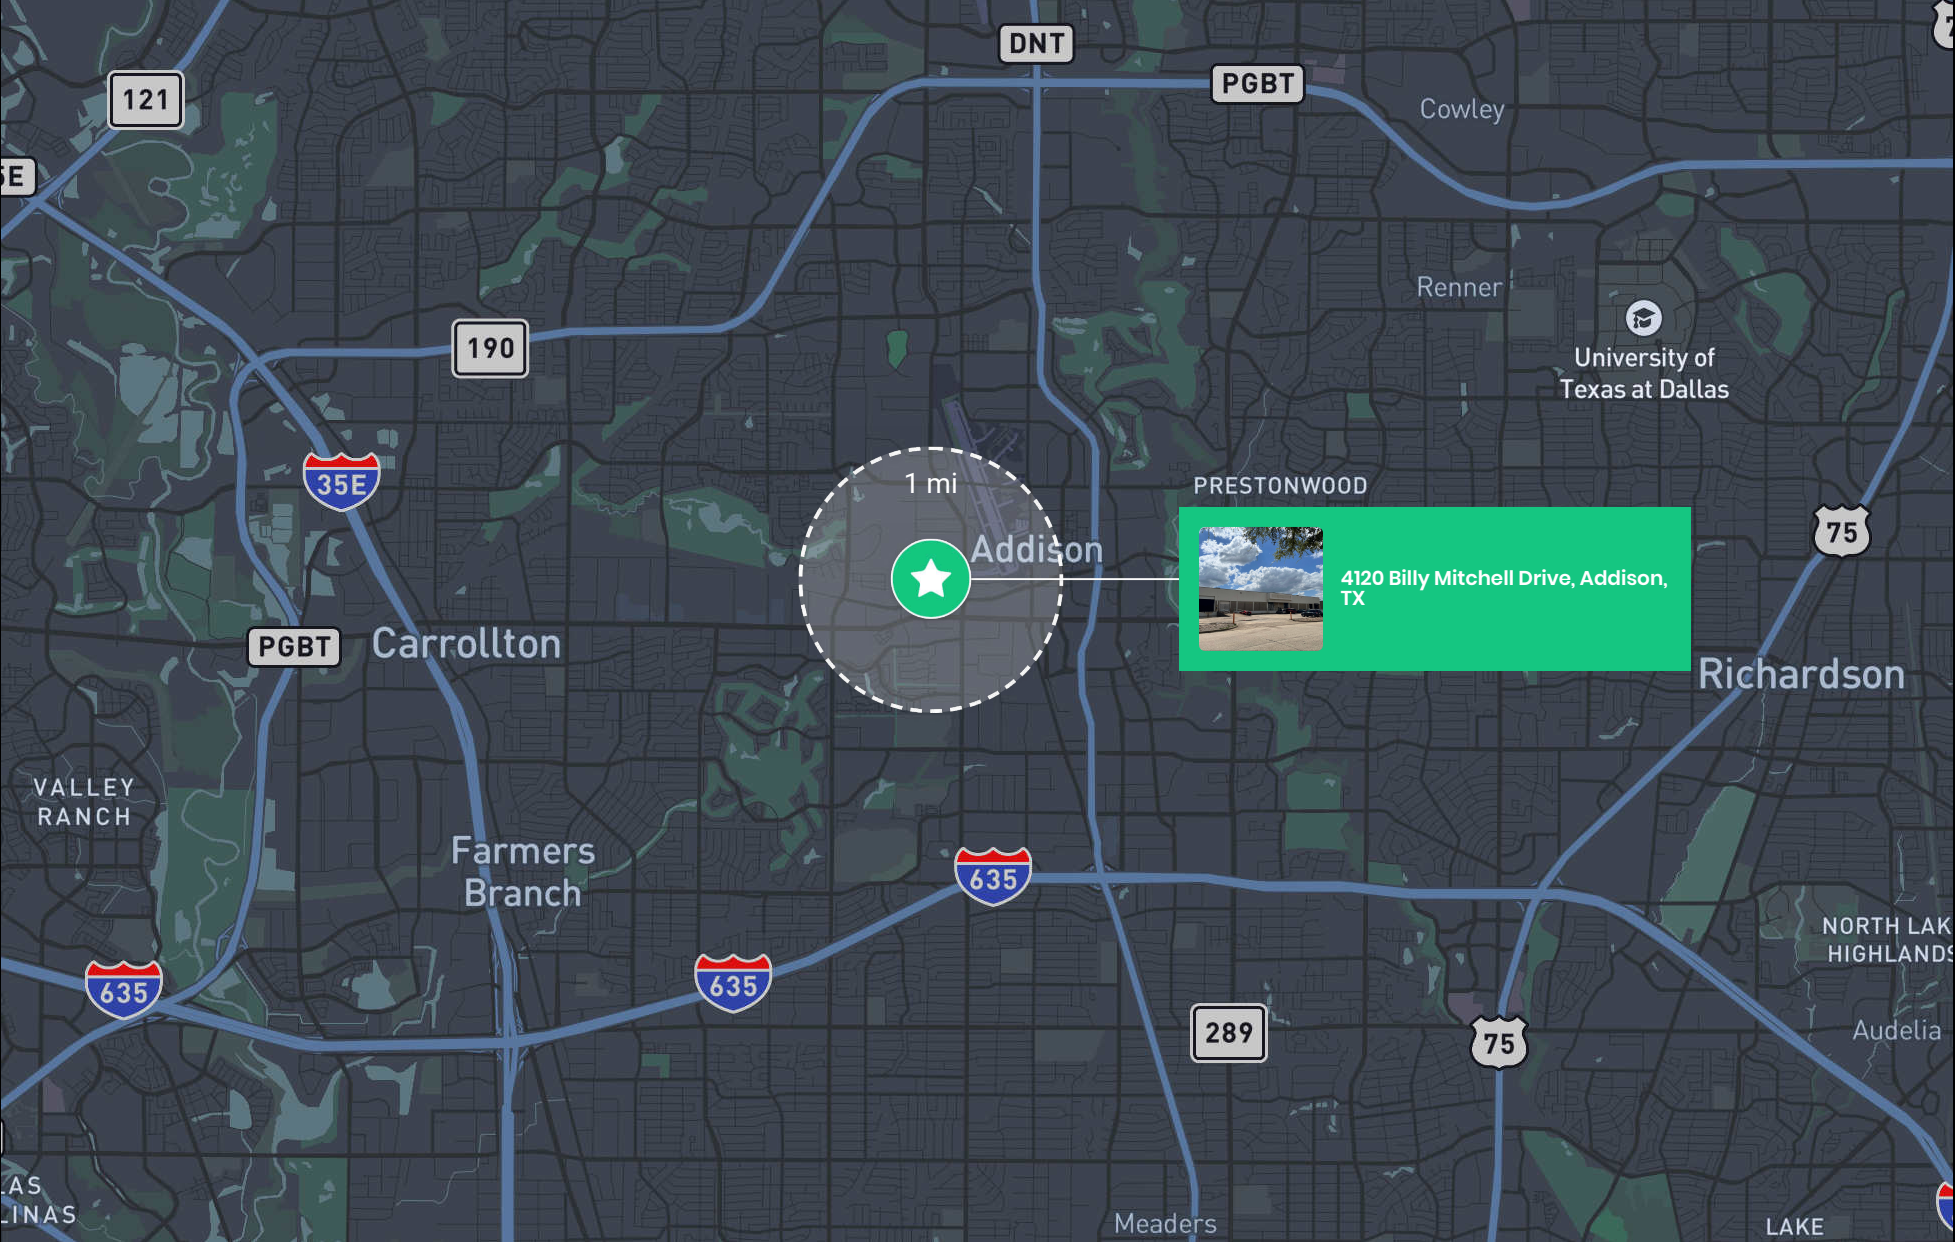 DNT
PGBT
121
Cowley
5E
Renner
190
University of
Texas at Dallas
35E
1 mi
PRESTONWOOD
75
Addison
4120 Billy Mitchell Drive, Addison,
TX
PGBT
Carrollton
Richardson
VALLEY
RANCH
Farmers
Branch
635
NORTH LAK
HIGHLANDS
635
635
289
75
Audelia
LAS
LINAS
Meaders
LAKE